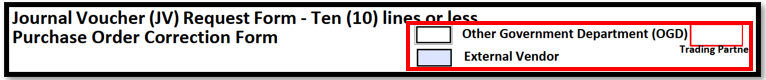 Journal Voucher (JV) Request Form - Ten (10) lines or less
Purchase Order Correction Form
Other Government Department (OGD)
Trading Partne
External Vendor